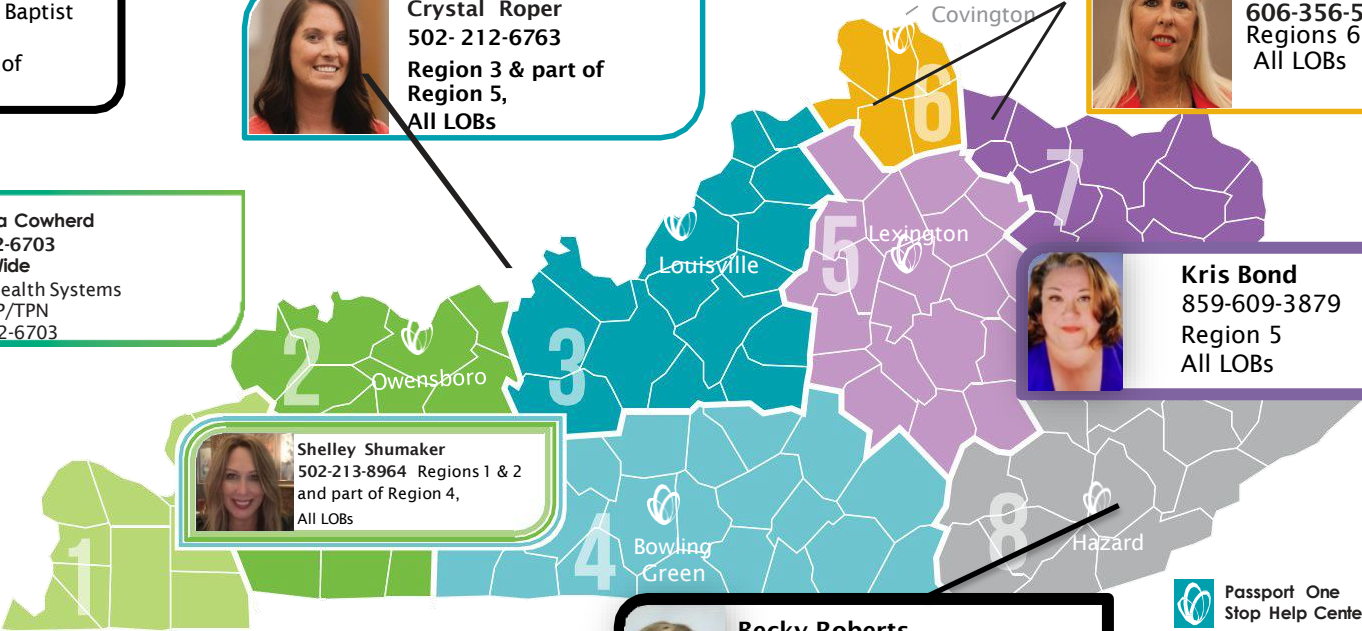 Baptist
of
Crystal Roper
502- 212-6763
Region 3 & part of
Region 5,
All LOBs
Covington
606-356-5
Regions 6
All LOBs
a Cowherd
2-6703
Wide
ealth Systems
P/TPN
2-6703
6
7
5
Lexington
Louisville
Kris Bond
859-609-3879
Region 5
All LOBs
2
Owensboro
3
Shelley Shumaker
502-213-8964 Regions 1 & 2
and part of Region 4,
All LOBs
1
4
Bowling
Green
8
Hazard
Becky Roberts
Passport One
Stop Help Cente